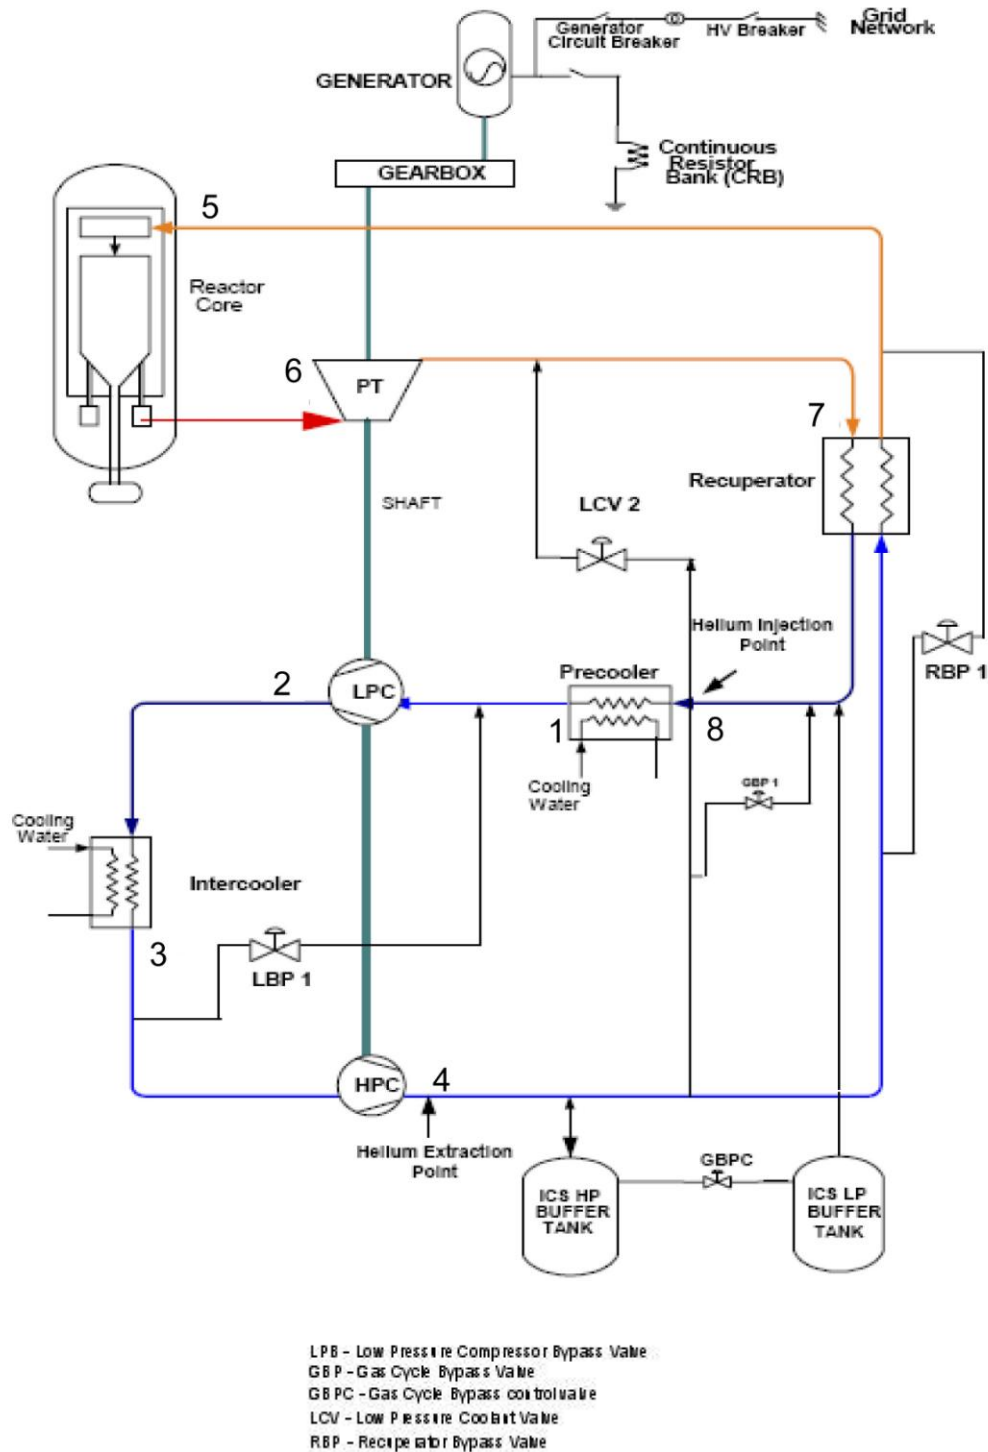 Generator
Circuit Breaker
HV Breaker
Grid
Network
GENERATOR
Continuous
Resistor
Bank (CRB)
GEARBOX
5
Reactor
Core
6
PT
7
Recuperator
SHAFT
LCV 2
Helium Injection
Point
RBP 1
2
LPC
Precooler
1
8
Cooling
Water
GBP 1
Cooling
Water
Intercooler
3
LBP 1
HPC
4
Helium Extraction
Point
GBPC
ICS HP
BUFFER
TANK
ICS LP
BUFFER
TANK
LPB - Low Pressure Compressor Bypass Valve
GBP - Gas Cycle Bypass Valve
GBPC - Gas Cycle Bypass control valve
LCV - Low Pressure Coolant Valve
RBP - Recuperator Bypass Valve